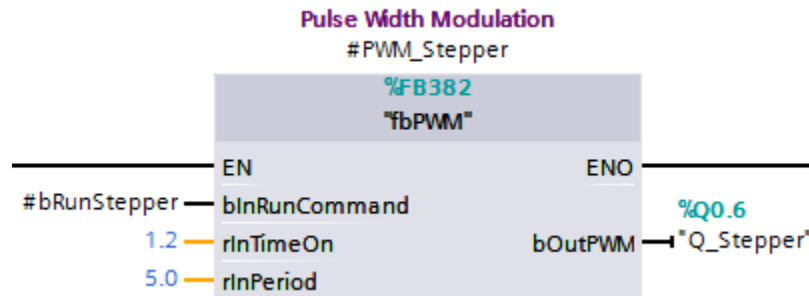 Pulse Width Modulation
#PWM_Stepper
%FB382
"fbPWM"
EN ENO
#bRunStepper bInRunCommand
%Q0.6
1.2 rInTimeOn bOutPWM "Q_Stepper"
5.0 rInPeriod